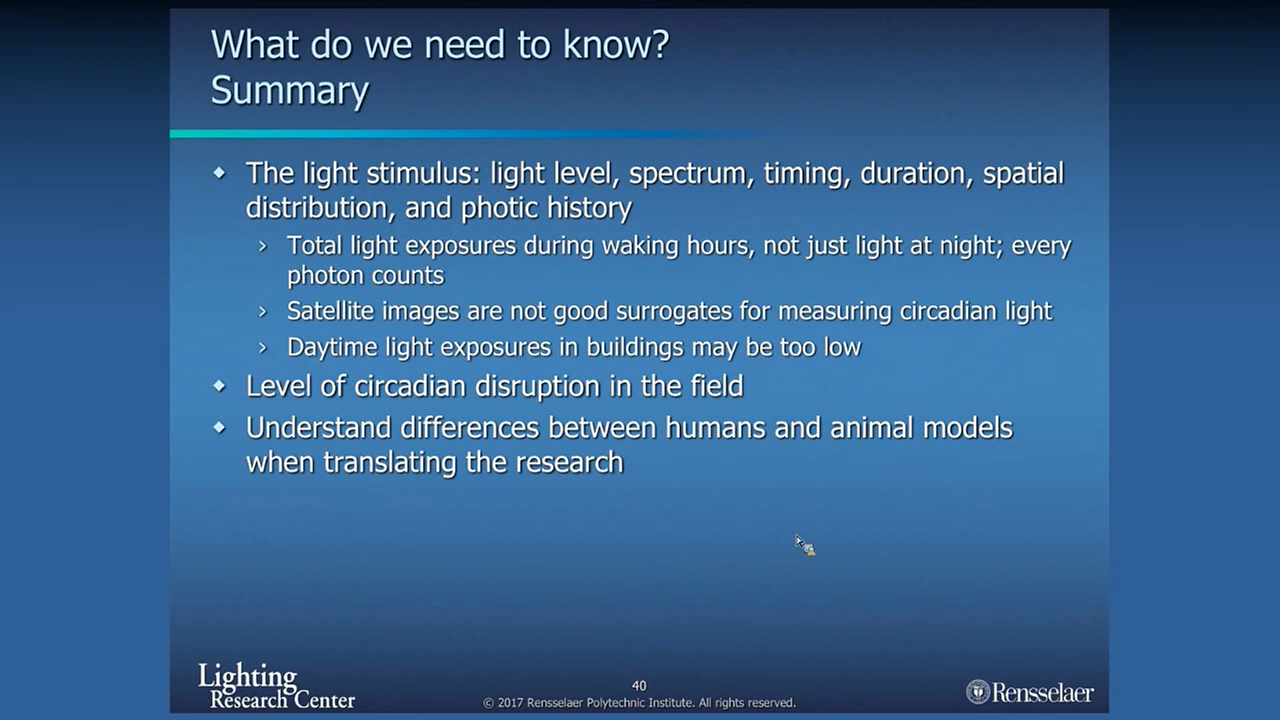 What do we need to know?
Summary
The light stimulus: light level, spectrum, timing, duration, spatial
distribution, and photic history
Total light exposures during waking hours, not just light at night; every
photon counts
Satellite images are not good surrogates for measuring circadian light
Daytime light exposures in buildings may be too low
Level of circadian disruption in the field
Understand differences between humans and animal models
when translating the research
Lighting
Research Center
40
© 2017 Rensselaer Polytechnic Institute. All rights reserved.
Rensselaer